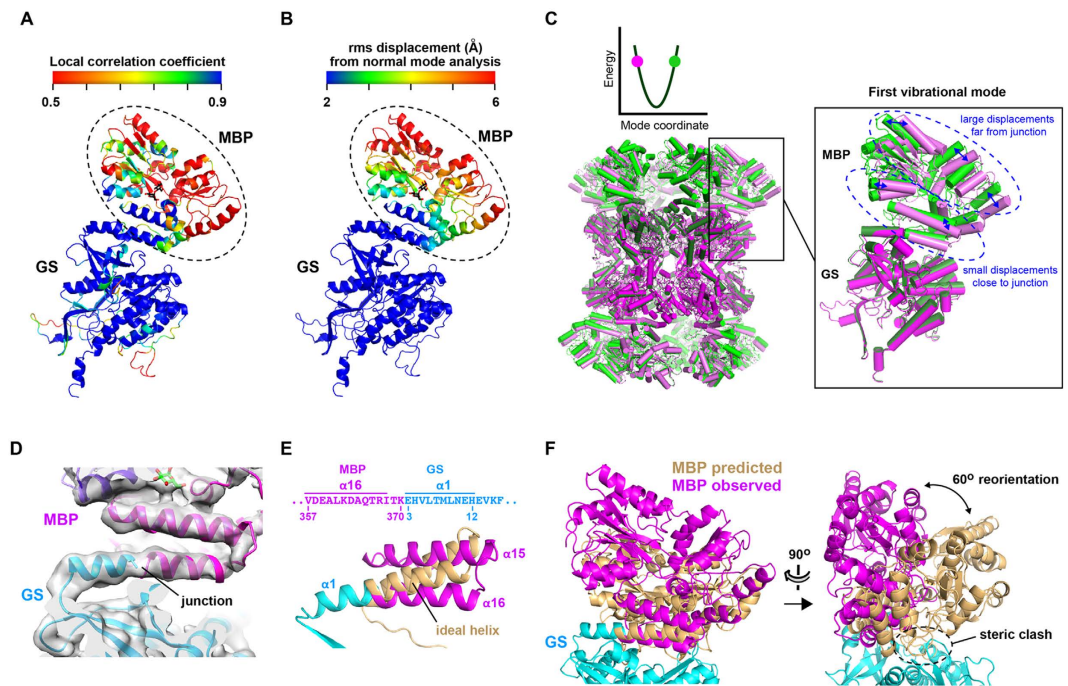 A
Local correlation coefficient
0.5
0.9
MBP
GS
B
rms displacement (Å)
from normal mode analysis
2
6
MBP
GS
C
Energy
Mode coordinate
First vibrational mode
large displacements
far from junction
MBP
GS
small displacements
close to junction
D
MBP
GS
junction
E
MBP
GS
α16
α1
..VDEALKDAQTRITKEHVLTMLNEHEVKF..
357
370
3
12
α1
α15
α16
ideal helix
F
MBP predicted
MBP observed
GS
90º
60º reorientation
steric clash